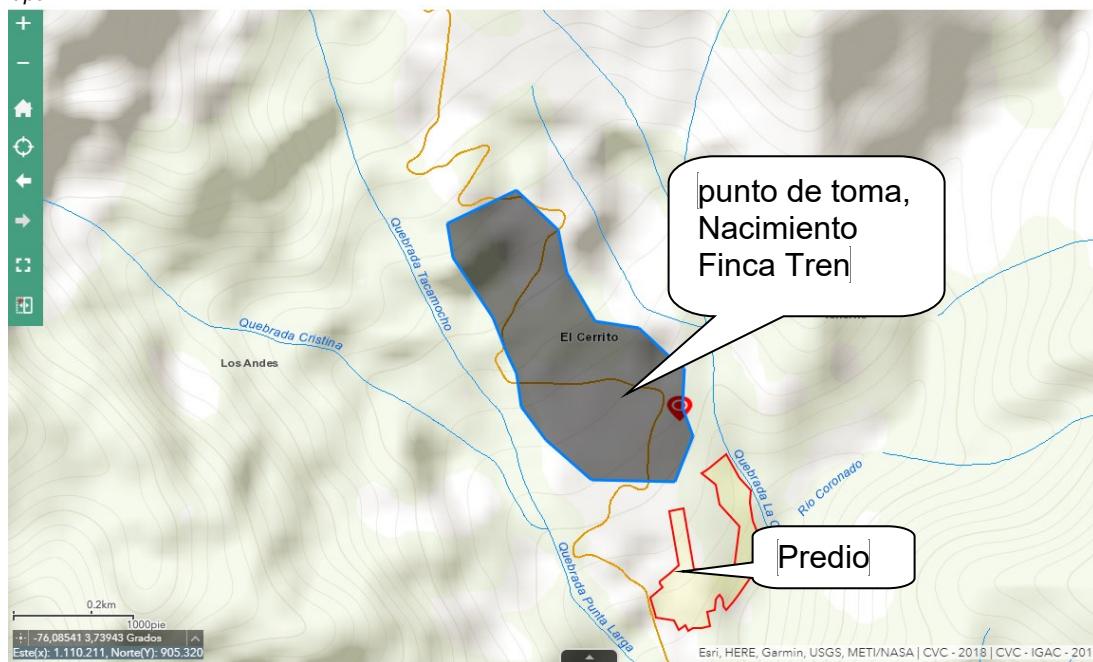 punto de toma,
Nacimiento
Finca Tren
Quebrada Tacamocho
El Cerrito
Quebrada Cristina
Los Andes
Quebrada La
Rio Coronado
Predio
Quebrada Punta Larga
0.2km
1000pie
-76,08541 3,73943 Grados
Este(x): 1.110.211, Norte(Y): 905.320
Esri, HERE, Garmin, USGS, METI/NASA | CVC - 2018 | CVC - IGAC - 201